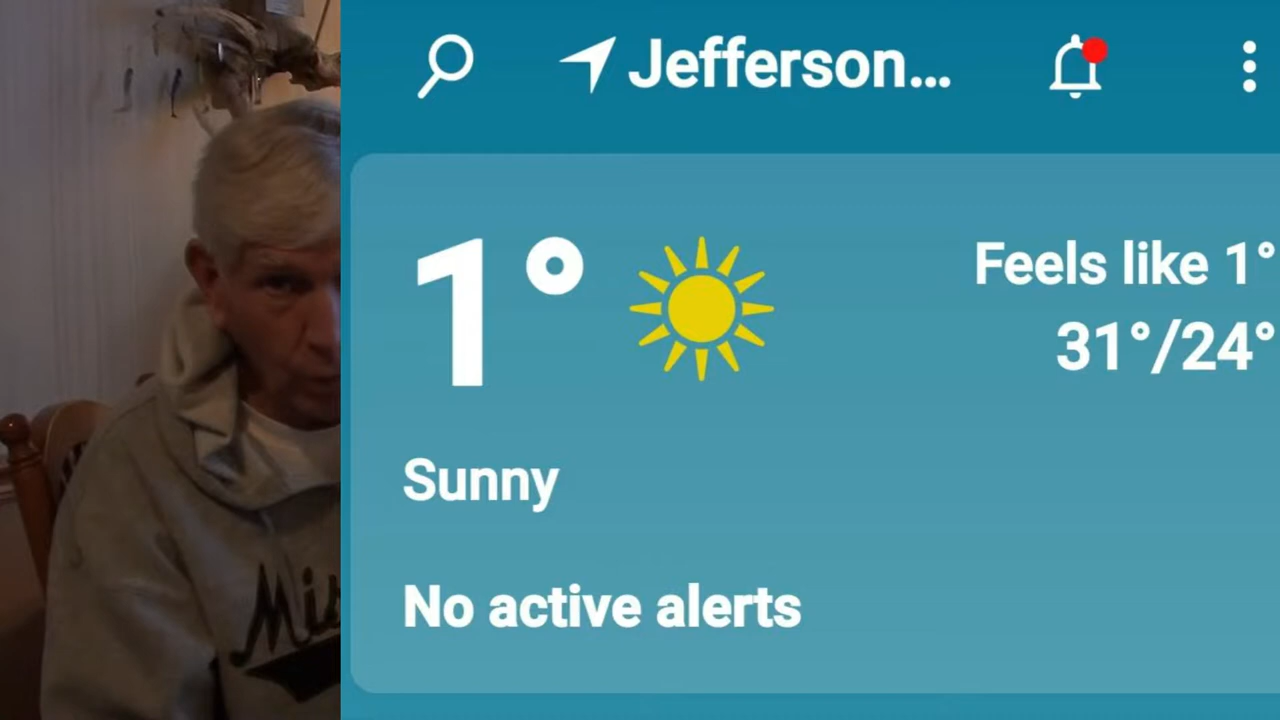 Jefferson...
1°
Feels like 1°
31°/24°
Sunny
No active alerts